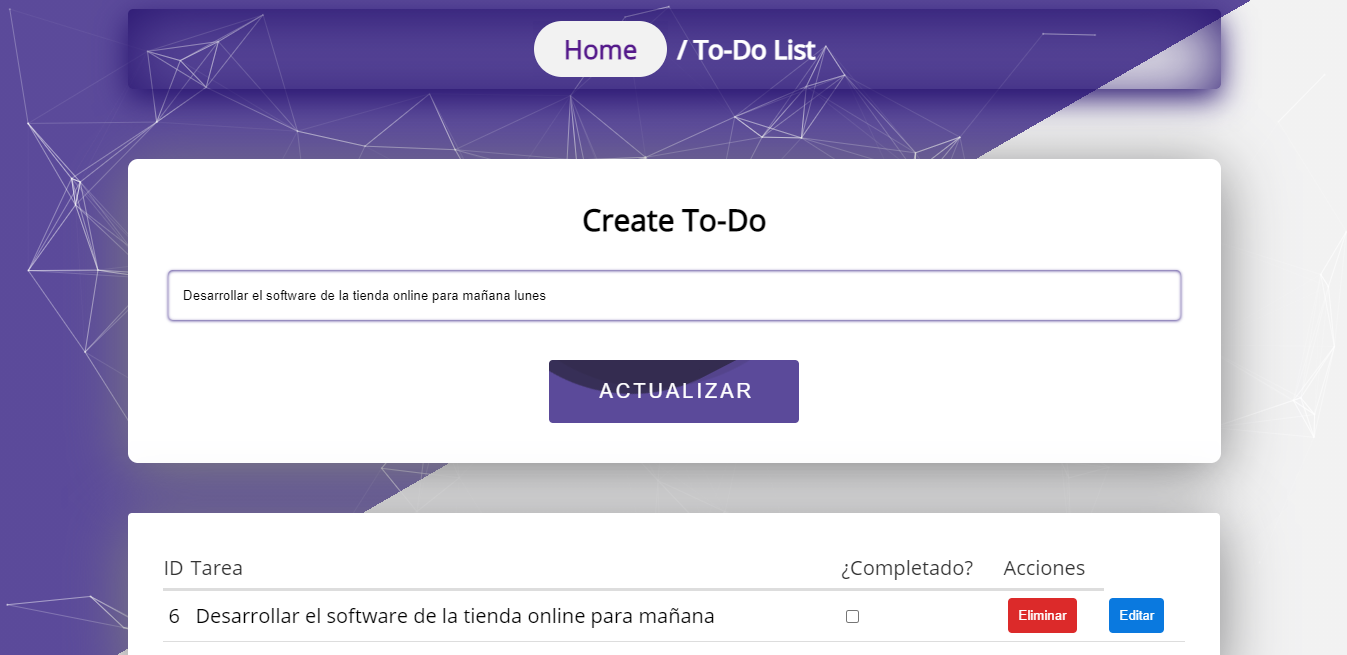 Home / To-Do List
Create To-Do
Desarrollar el software de la tienda online para mañana lunes
ACTUALIZAR
ID Tarea ¿Completado? Acciones
6 Desarrollar el software de la tienda online para mañana Eliminar Editar